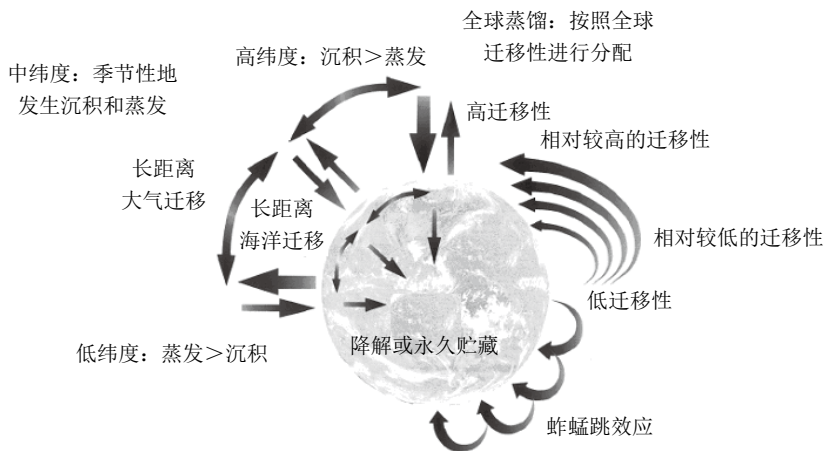 全球蒸馏：按照全球
迁移性进行分配
高纬度：沉积＞蒸发
中纬度：季节性地
发生沉积和蒸发
高迁移性
相对较高的迁移性
长距离
大气迁移
长距离
海洋迁移
相对较低的迁移性
低迁移性
低纬度：蒸发＞沉积
降解或永久贮藏
蚱蜢跳效应